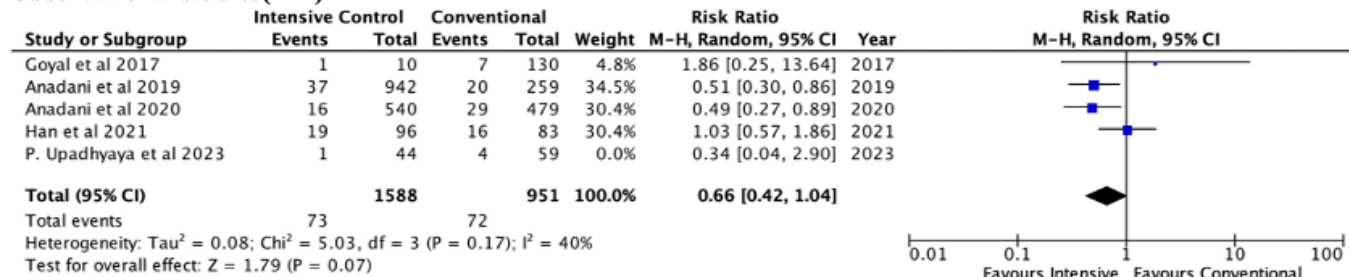 Intensive Control Conventional Risk Ratio Risk Ratio
Study or Subgroup Events Total Events Total Weight M-H, Random, 95% CI Year M-H, Random, 95% CI
Goyal et al 2017 1 10 7 130 4.8% 1.86 [0.25, 13.64] 2017
Anadani et al 2019 37 942 20 259 34.5% 0.51 [0.30, 0.86] 2019
Anadani et al 2020 16 540 29 479 30.4% 0.49 [0.27, 0.89] 2020
Han et al 2021 19 96 16 83 30.4% 1.03 [0.57, 1.86] 2021
P. Upadhyaya et al 2023 1 44 4 59 0.0% 0.34 [0.04, 2.90] 2023
Total (95% CI) 1588 951 100.0% 0.66 [0.42, 1.04]
Total events 73 72
Heterogeneity: Tau² = 0.08; Chi² = 5.03, df = 3 (P = 0.17); I² = 40%
Test for overall effect: Z = 1.79 (P = 0.07)
0.01 0.1 1 10 100
Favours Intensive Favours Conventional